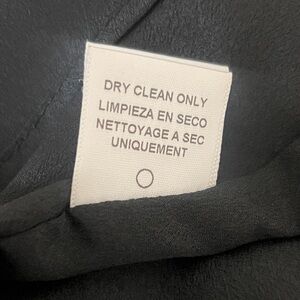 DRY CLEAN ONLY
LIMPIEZA EN SECO
NETTOYAGE A SEC
UNIQUEMENT